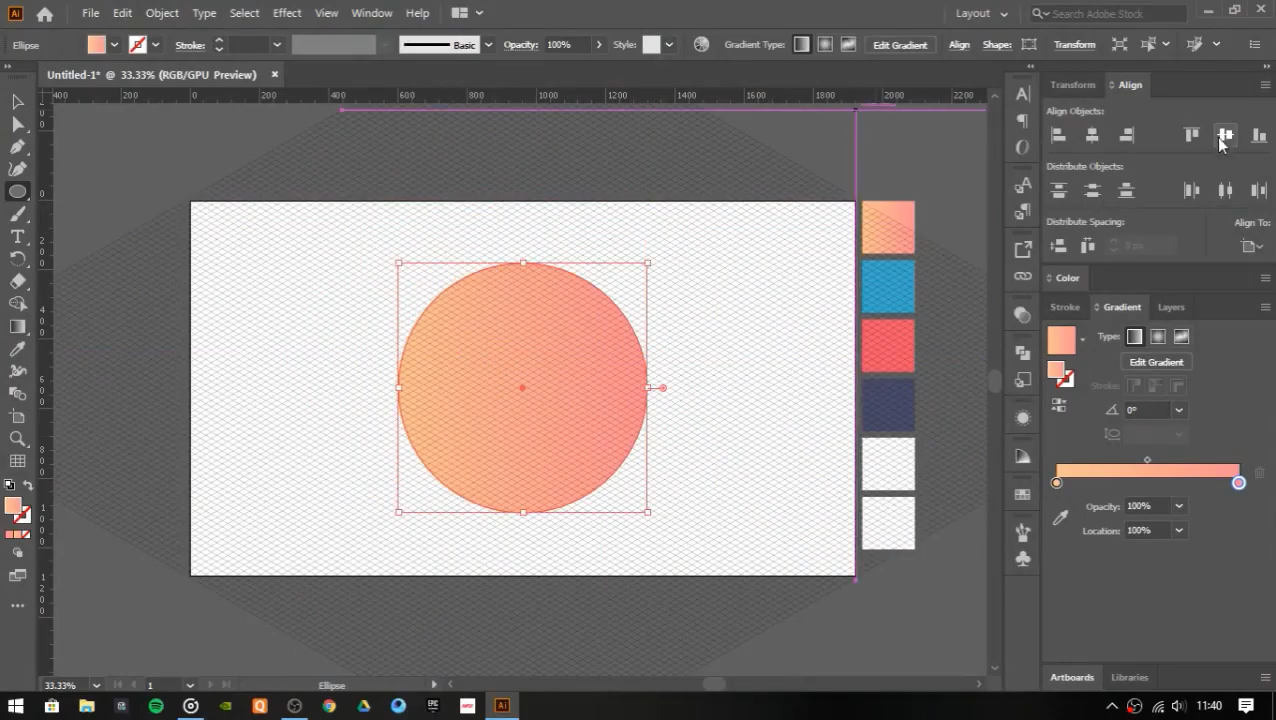 Ai File Edit Object Type Select Effect View Window Help Layout Search Adobe Stock
Ellipse Stroke: Basic Opacity: 100% Style: Gradient Type: Edit Gradient Align Shape: Transform
Untitled-1* @ 33.33% (RGB/GPU Preview)
400 200 0 200 400 600 800 1000 1200 1400 1600 1800 2000 2200
Transform Align
Align Objects:
Distribute Objects:
Distribute Spacing: Align To:
0 px
Color
Stroke Gradient Layers
Type:
Edit Gradient
Stroke:
0°
Opacity: 100%
Location: 100%
33.33% 1 Ellipse
Artboards Libraries
Ai 11:40